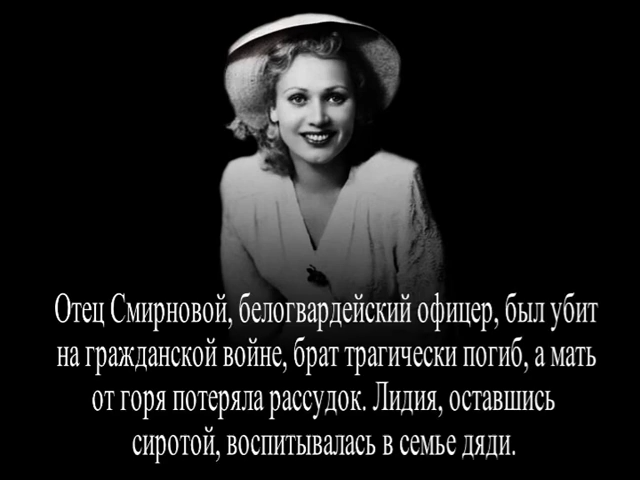 Отец Смирновой, белогвардейский офицер, был убит
на гражданской войне, брат трагически погиб, а мать
от горя потеряла рассудок. Лидия, оставшись
сиротой, воспитывалась в семье дяди.